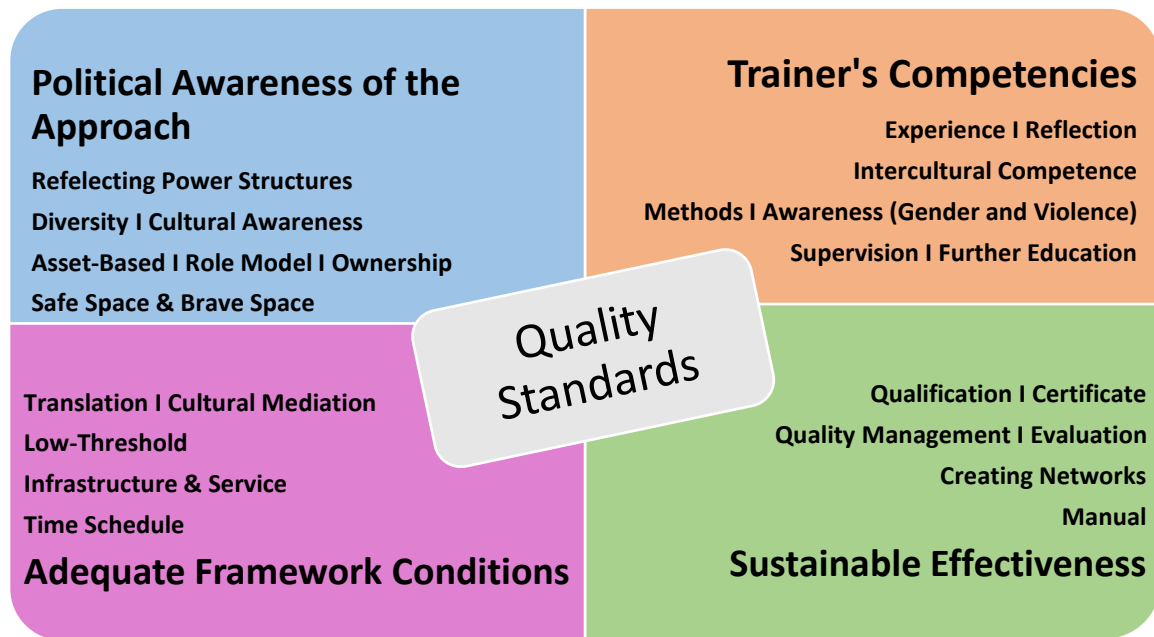 Political Awareness of the
Approach
Refelecting Power Structures
Diversity I Cultural Awareness
Asset-Based I Role Model I Ownership
Safe Space & Brave Space
Trainer's Competencies
Experience I Reflection
Intercultural Competence
Methods I Awareness (Gender and Violence)
Supervision I Further Education
Quality
Standards
Translation I Cultural Mediation
Low-Threshold
Infrastructure & Service
Time Schedule
Adequate Framework Conditions
Qualification I Certificate
Quality Management I Evaluation
Creating Networks
Manual
Sustainable Effectiveness